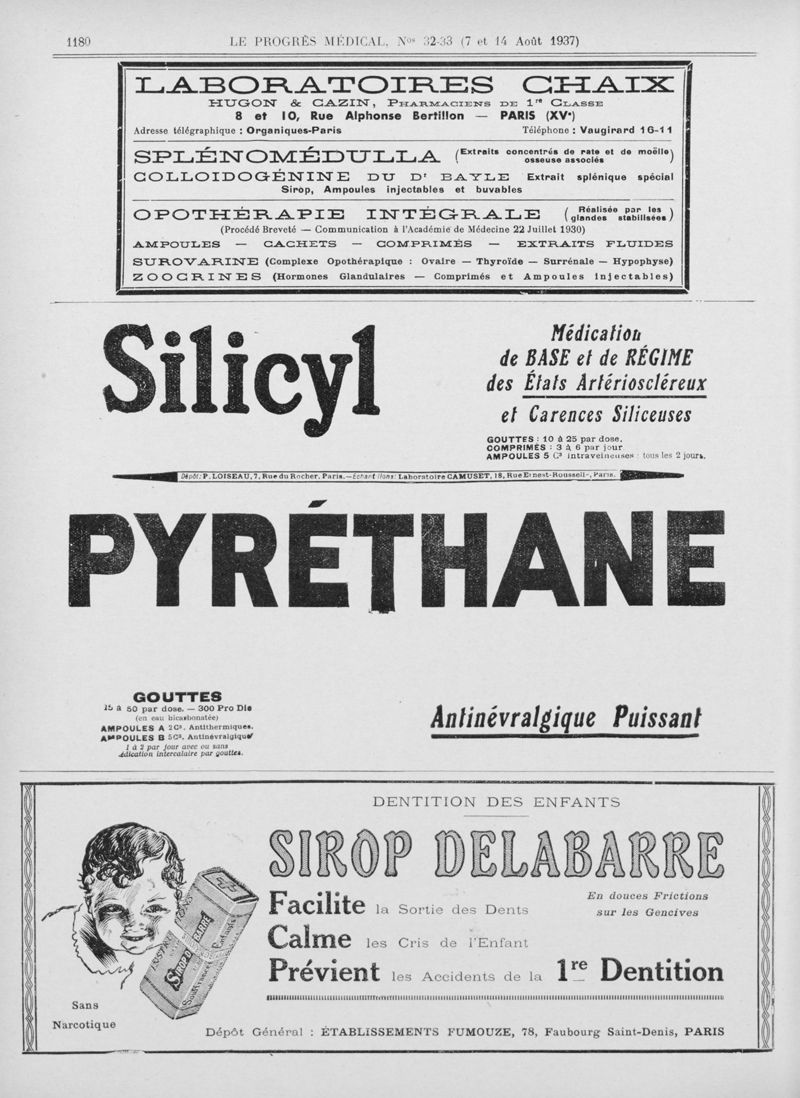 1180 LE PROGRÈS MÉDICAL, Nos 32-33 (7 et 14 Août 1937)
LABORATOIRES CHAIX
HUGON & CAZIN, PHARMACIENS DE 1re CLASSE
8 et 10, Rue Alphonse Bertillon — PARIS (XVe)
Adresse télégraphique : Organiques-Paris Téléphone : Vaugirard 16-11
SPLÉNOMÉDULLA (Extraits concentrés de rate et de moëlle osseuse associés)
COLLOIDOGÉNINE DU Dr BAYLE Extrait splénique spécial
Sirop, Ampoules injectables et buvables
OPOTHÉRAPIE INTÉGRALE (Réalisée par les glandes stabilisées)
(Procédé Breveté — Communication à l'Académie de Médecine 22 Juillet 1930)
AMPOULES — CACHETS — COMPRIMÉS — EXTRAITS FLUIDES
SUROVARINE (Complexe Opothérapique : Ovaire — Thyroïde — Surrénale — Hypophyse)
ZOOCRINES (Hormones Glandulaires — Comprimés et Ampoules injectables)
Silicyl
Médication
de BASE et de RÉGIME
des États Artérioscléreux
et Carences Siliceuses
GOUTTES : 10 à 25 par dose.
COMPRIMÉS : 3 à 6 par jour
AMPOULES 5 C3 intraveineuses : tous les 2 jours.
Dépôt: P. LOISEAU, 7, Rue du Rocher, Paris. — Echantillons: Laboratoire CAMUSET, 18, Rue Ernest-Rousselle, Paris.
PYRÉTHANE
GOUTTES
25 à 50 par dose. — 300 Pro Die
(en eau bicarbonatée)
AMPOULES A 2C3. Antithermiques.
AMPOULES B 5C3. Antinévralgiques
1 à 2 par jour avec ou sans
médication intercalaire par gouttes.
Antinévralgique Puissant
DENTITION DES ENFANTS
SIROP DELABARRE
Facilite la Sortie des Dents
En douces Frictions
sur les Gencives
Calme les Cris de l'Enfant
Prévient les Accidents de la 1re Dentition
SIROP D BARRE
Sans
Narcotique
Dépôt Général : ÉTABLISSEMENTS FUMOUZE, 78, Faubourg Saint-Denis, PARIS